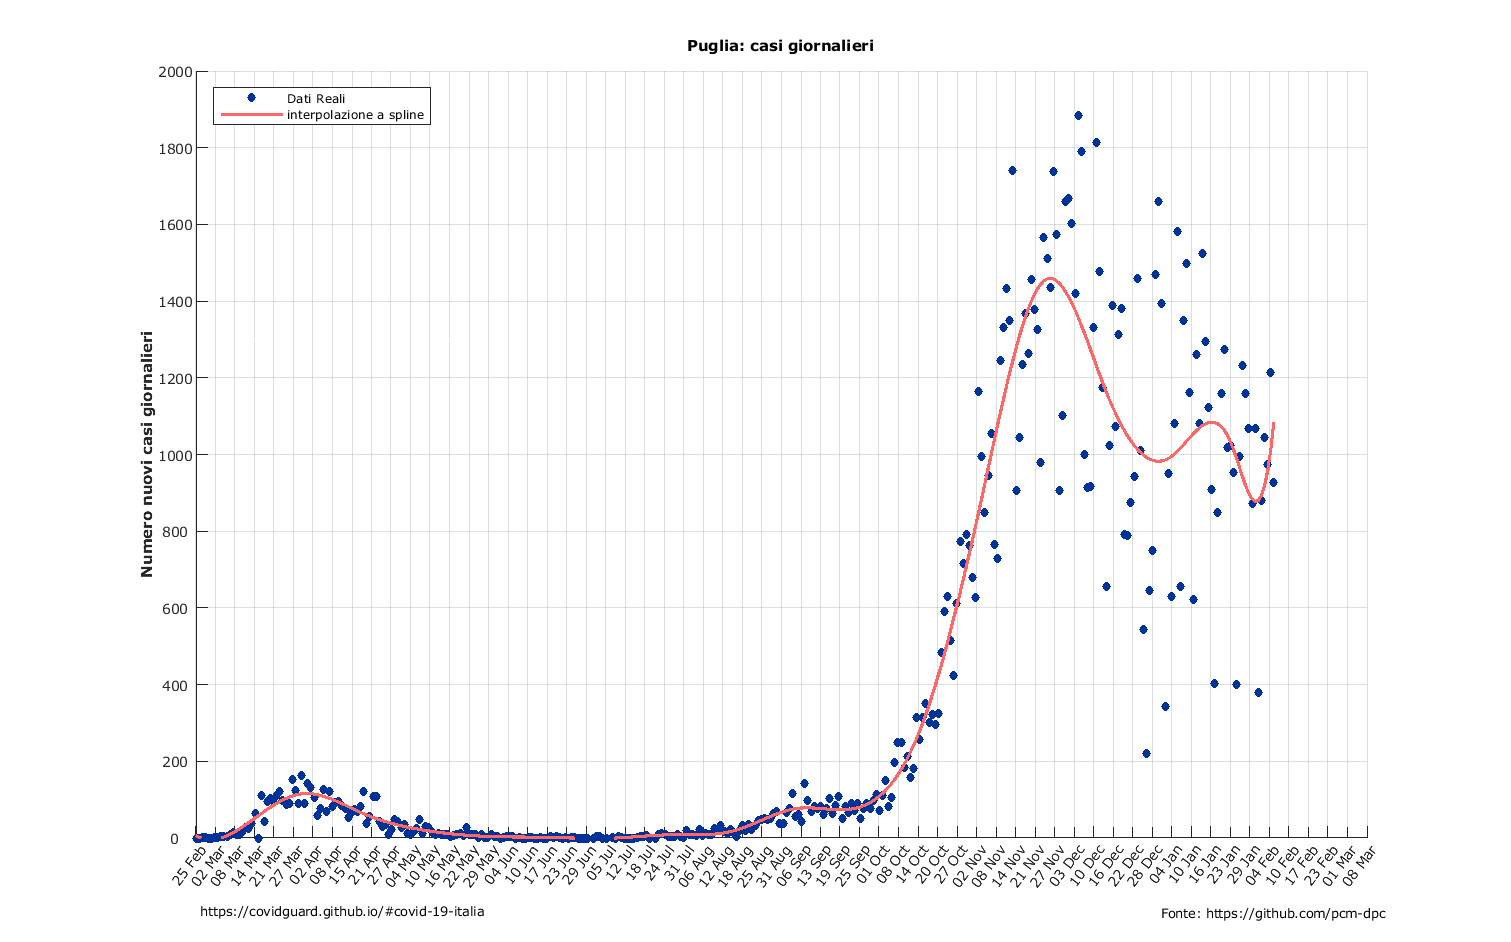 Puglia: casi giornalieri
Dati Reali
interpolazione a spline
Numero nuovi casi giornalieri
2000
1800
1600
1400
1200
1000
800
600
400
200
0
25 Feb
02 Mar
08 Mar
14 Mar
21 Mar
27 Mar
02 Apr
08 Apr
15 Apr
21 Apr
27 Apr
04 May
10 May
16 May
22 May
29 May
04 Jun
10 Jun
17 Jun
23 Jun
29 Jun
05 Jul
12 Jul
18 Jul
24 Jul
31 Jul
06 Aug
12 Aug
18 Aug
25 Aug
31 Aug
06 Sep
13 Sep
19 Sep
25 Sep
01 Oct
08 Oct
14 Oct
20 Oct
27 Oct
02 Nov
08 Nov
14 Nov
21 Nov
27 Nov
03 Dec
10 Dec
16 Dec
22 Dec
28 Dec
04 Jan
10 Jan
16 Jan
23 Jan
29 Jan
04 Feb
10 Feb
17 Feb
23 Feb
01 Mar
08 Mar
https://covidguard.github.io/#covid-19-italia
Fonte: https://github.com/pcm-dpc